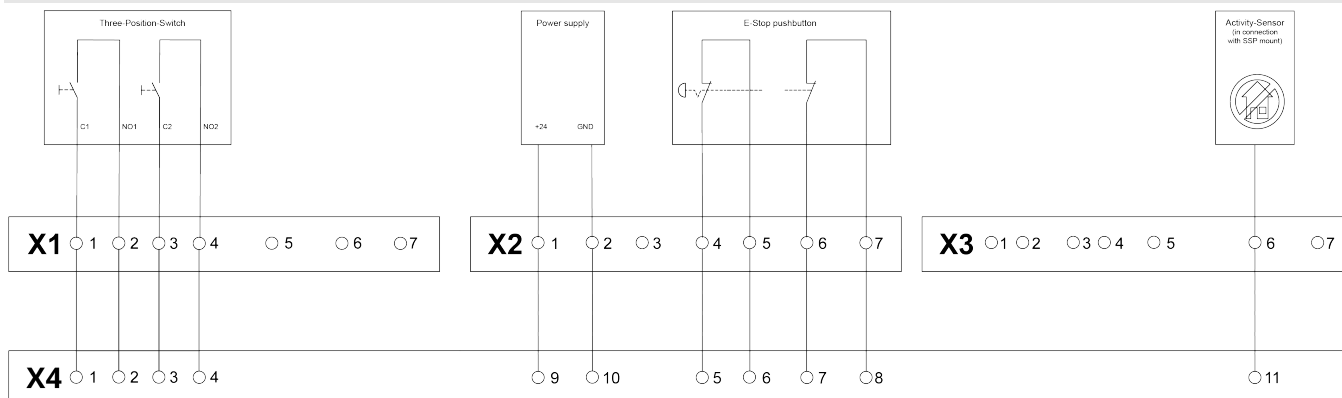 Three-Position-Switch
C1 NO1 C2 NO2
Power supply
+24 GND
E-Stop pushbutton
Activity-Sensor
(in connection
with SSP mount)
X1 1 2 3 4 5 6 7
X2 1 2 3 4 5 6 7
X3 1 2 3 4 5 6 7
X4 1 2 3 4 9 10 5 6 7 8 11